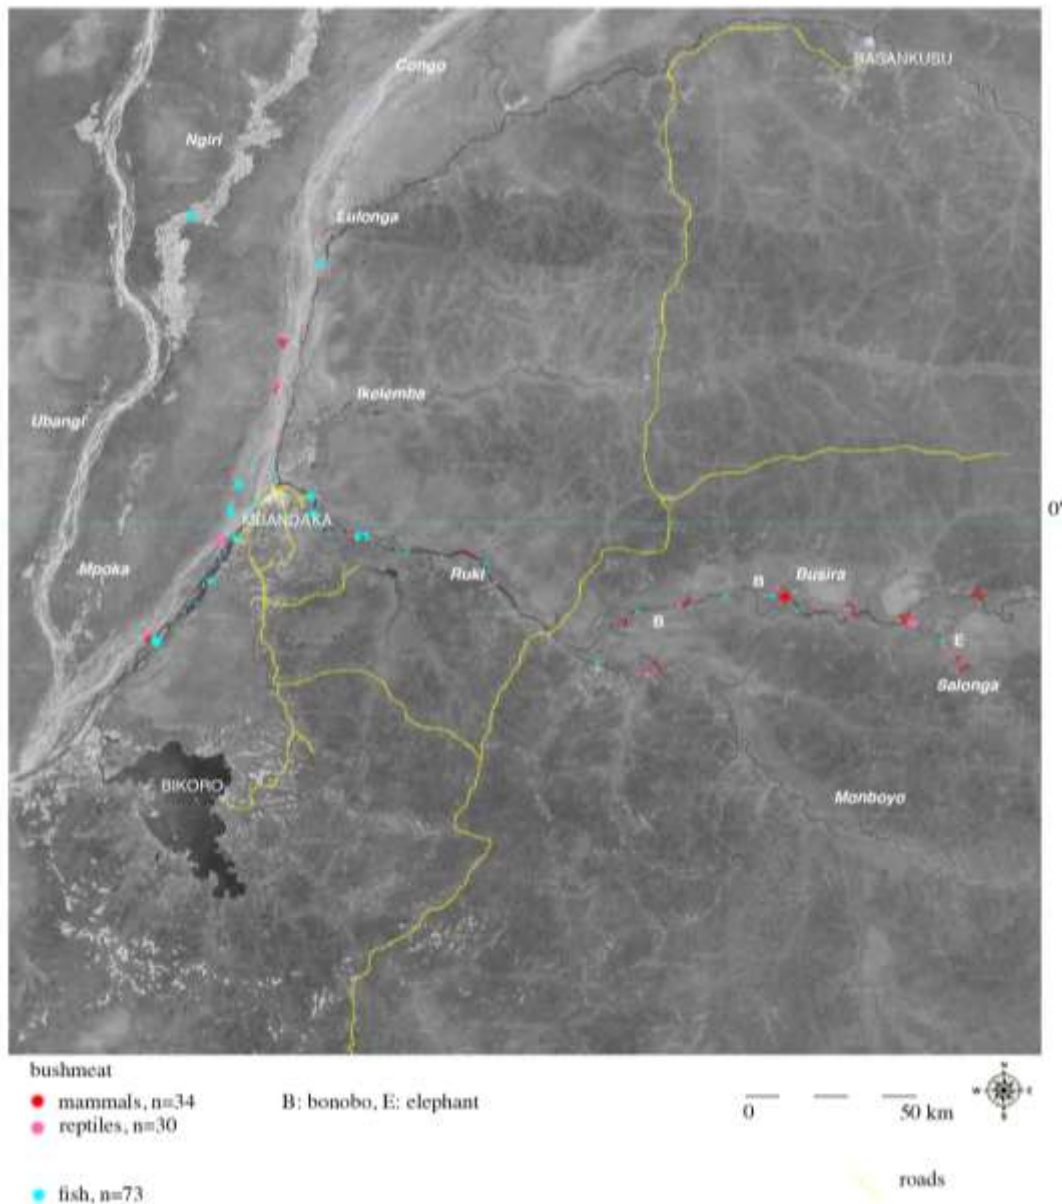 Congo
BASANKUSU
Ngiri
Lulonga
Ikelemba
Ubangi
MBANDAKA
0°
Mpoka
Ruki
B
Busira
B
E
Salonga
BIKORO
Monboyo
bushmeat
mammals, n=34
B: bonobo, E: elephant
reptiles, n=30
0 50 km
N
W E
S
roads
fish, n=73